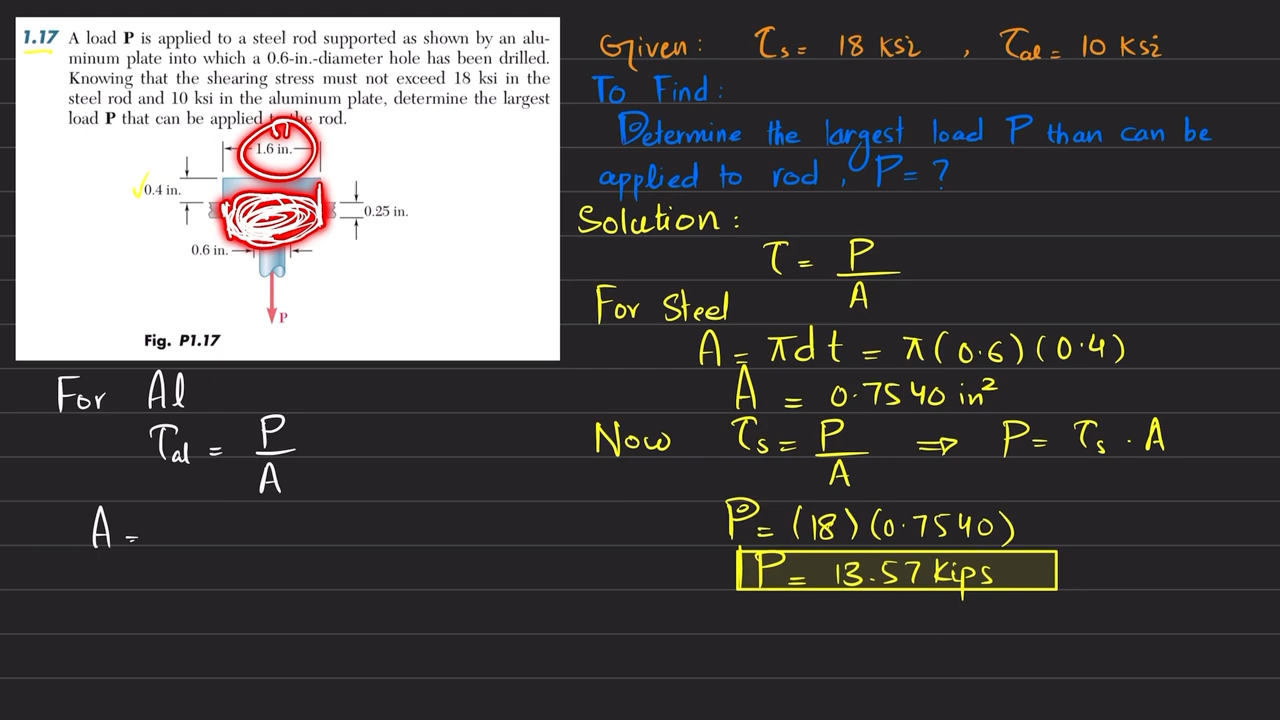 1.17 A load P is applied to a steel rod supported as shown by an alu-
minum plate into which a 0.6-in.-diameter hole has been drilled.
Knowing that the shearing stress must not exceed 18 ksi in the
steel rod and 10 ksi in the aluminum plate, determine the largest
load P that can be applied the rod.
1.6 in.
0.4 in.
0.25 in.
0.6 in.
P
Fig. P1.17
For Al
τal = P/A
A =
Given: τs = 18 ksi , τal = 10 ksi
To Find:
Determine the largest load P than can be
applied to rod, P = ?
Solution:
τ = P/A
For Steel
A = πdt = π(0.6)(0.4)
A = 0.7540 in²
Now τs = P/A ⇒ P = τs · A
P = (18)(0.7540)
P = 13.57 kips